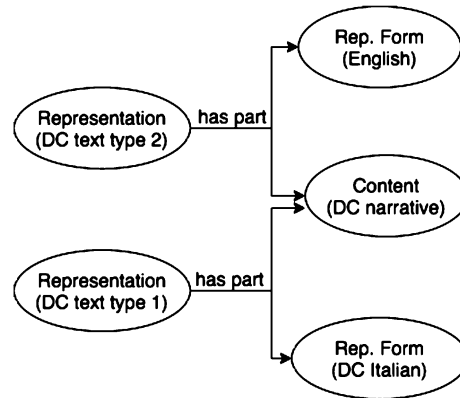 Rep. Form
(English)
Representation
(DC text type 2)
has part
Content
(DC narrative)
Representation
(DC text type 1)
has part
Rep. Form
(DC Italian)